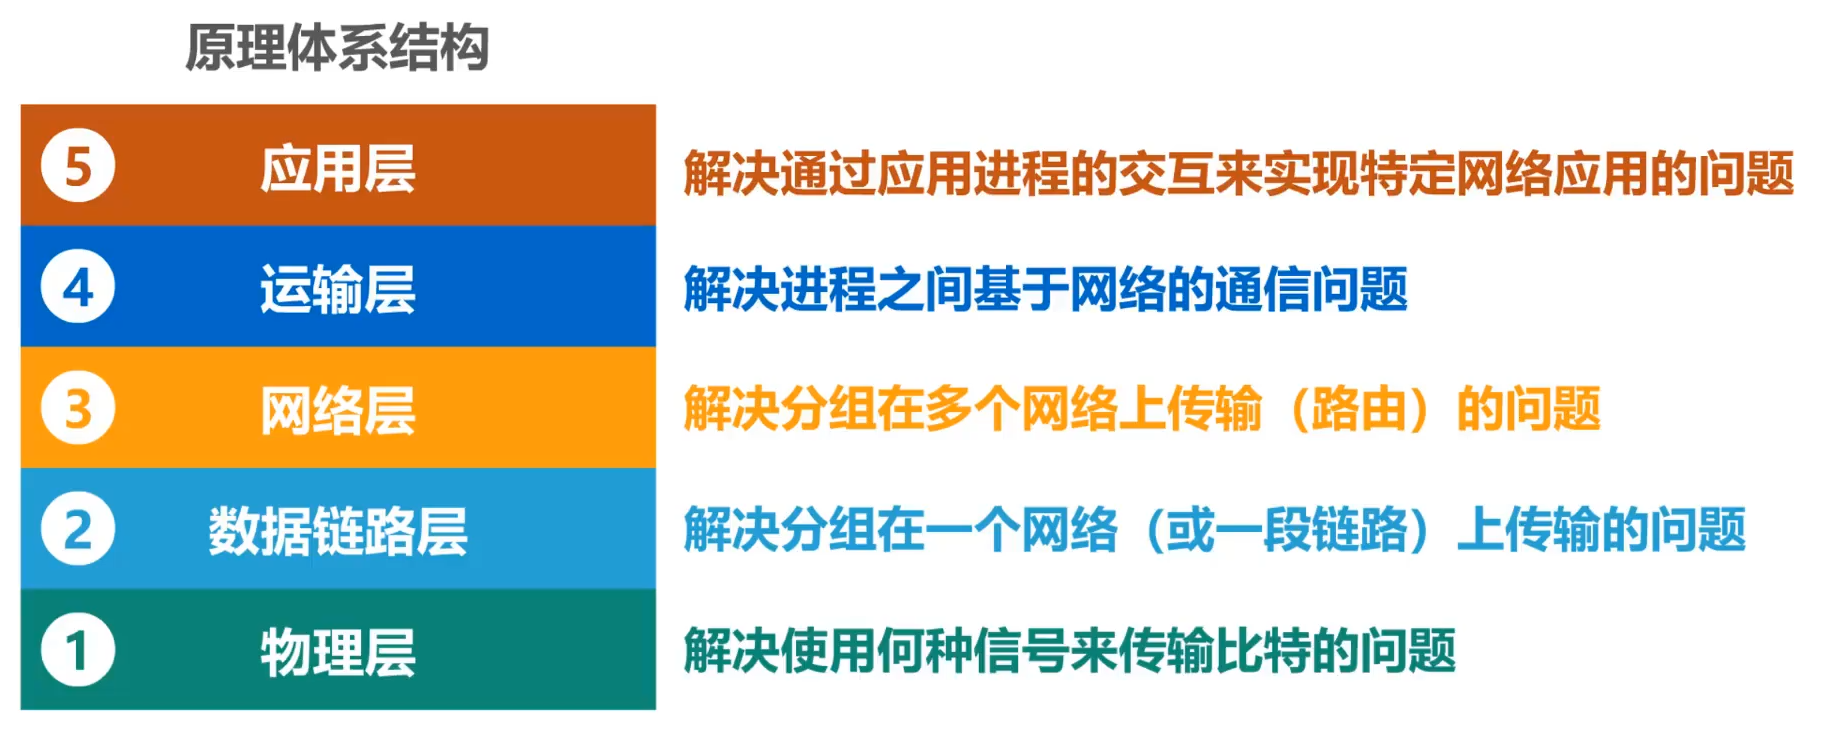 原理体系结构
5 应用层 解决通过应用进程的交互来实现特定网络应用的问题
4 运输层 解决进程之间基于网络的通信问题
3 网络层 解决分组在多个网络上传输（路由）的问题
2 数据链路层 解决分组在一个网络（或一段链路）上传输的问题
1 物理层 解决使用何种信号来传输比特的问题